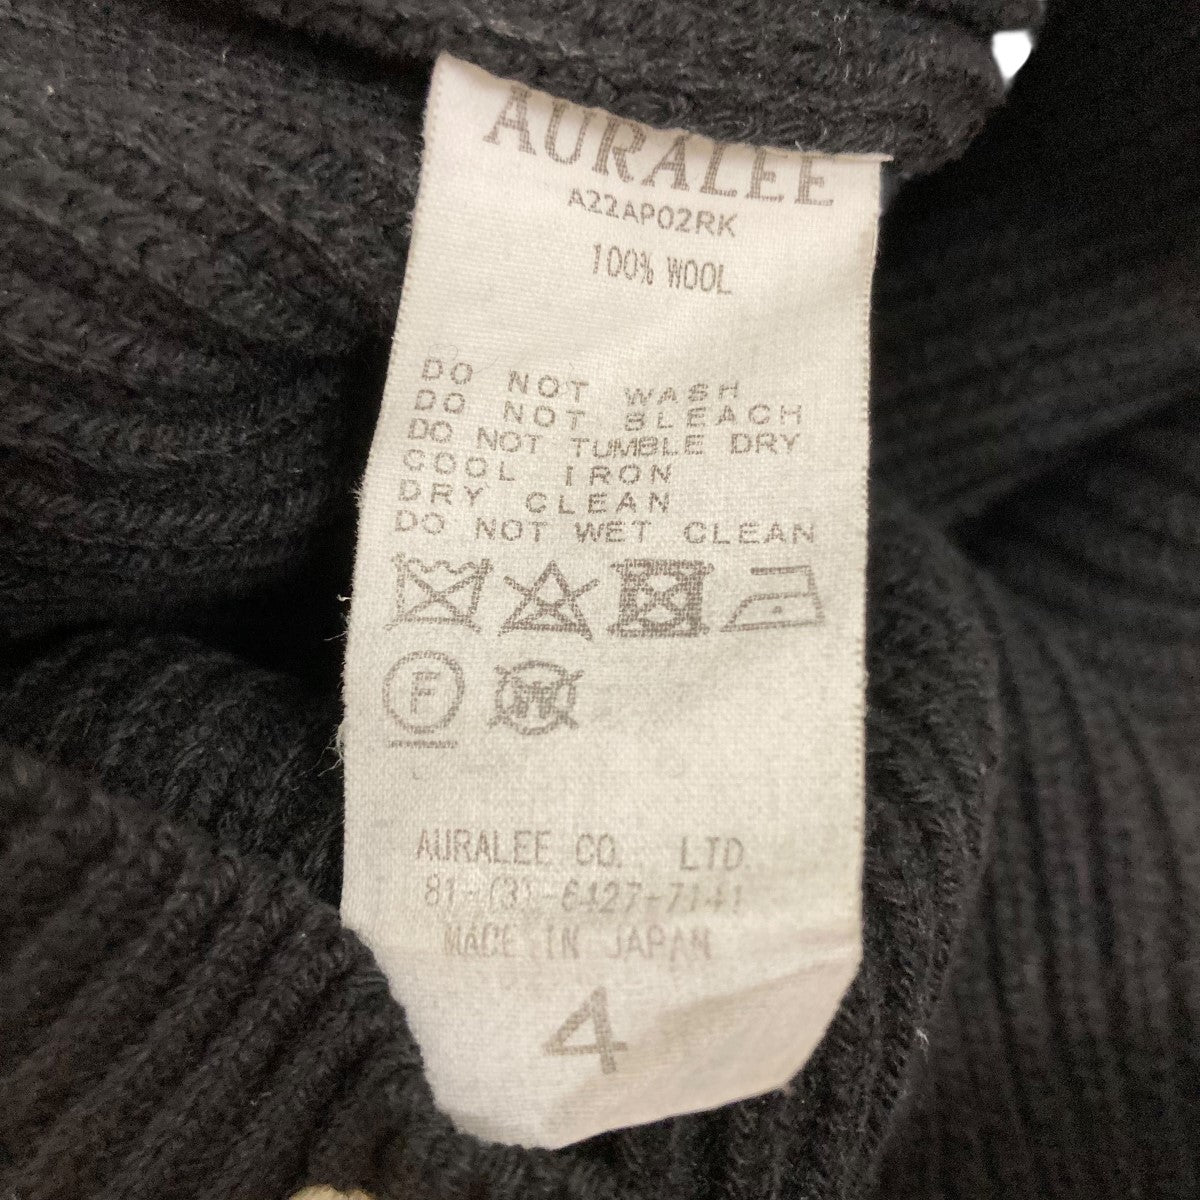 AURALEE
A22AP02RK
100% WOOL
DO NOT WASH
DO NOT BLEACH
DO NOT TUMBLE DRY
COOL IRON
DRY CLEAN
DO NOT WET CLEAN
F
W
AURALEE CO. LTD.
81-(3)-6427-7141
MADE IN JAPAN
4